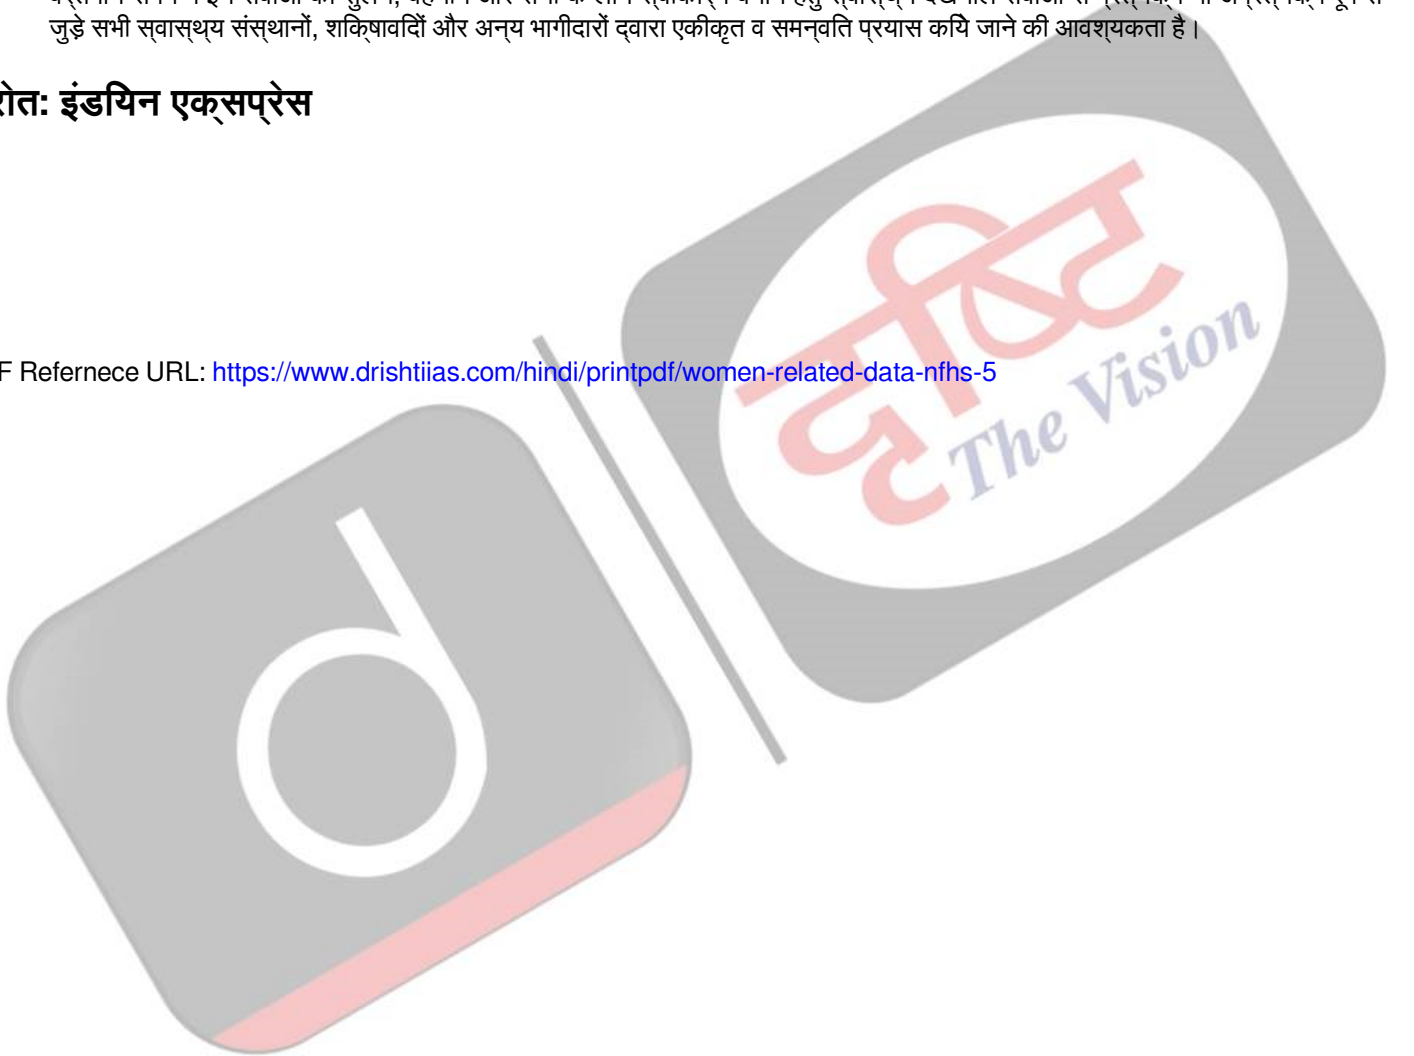 जुड़े सभी स्वास्थ्य संस्थानों, शिक्षाविदों और अन्य भागीदारों द्वारा एकीकृत व समन्वित प्रयास किये जाने की आवश्यकता है।
रोत: इंडियन एक्सप्रेस
F Refernece URL: https://www.drishtiias.com/hindi/printpdf/women-related-data-nfhs-5
दृष्टि
The Vision
d